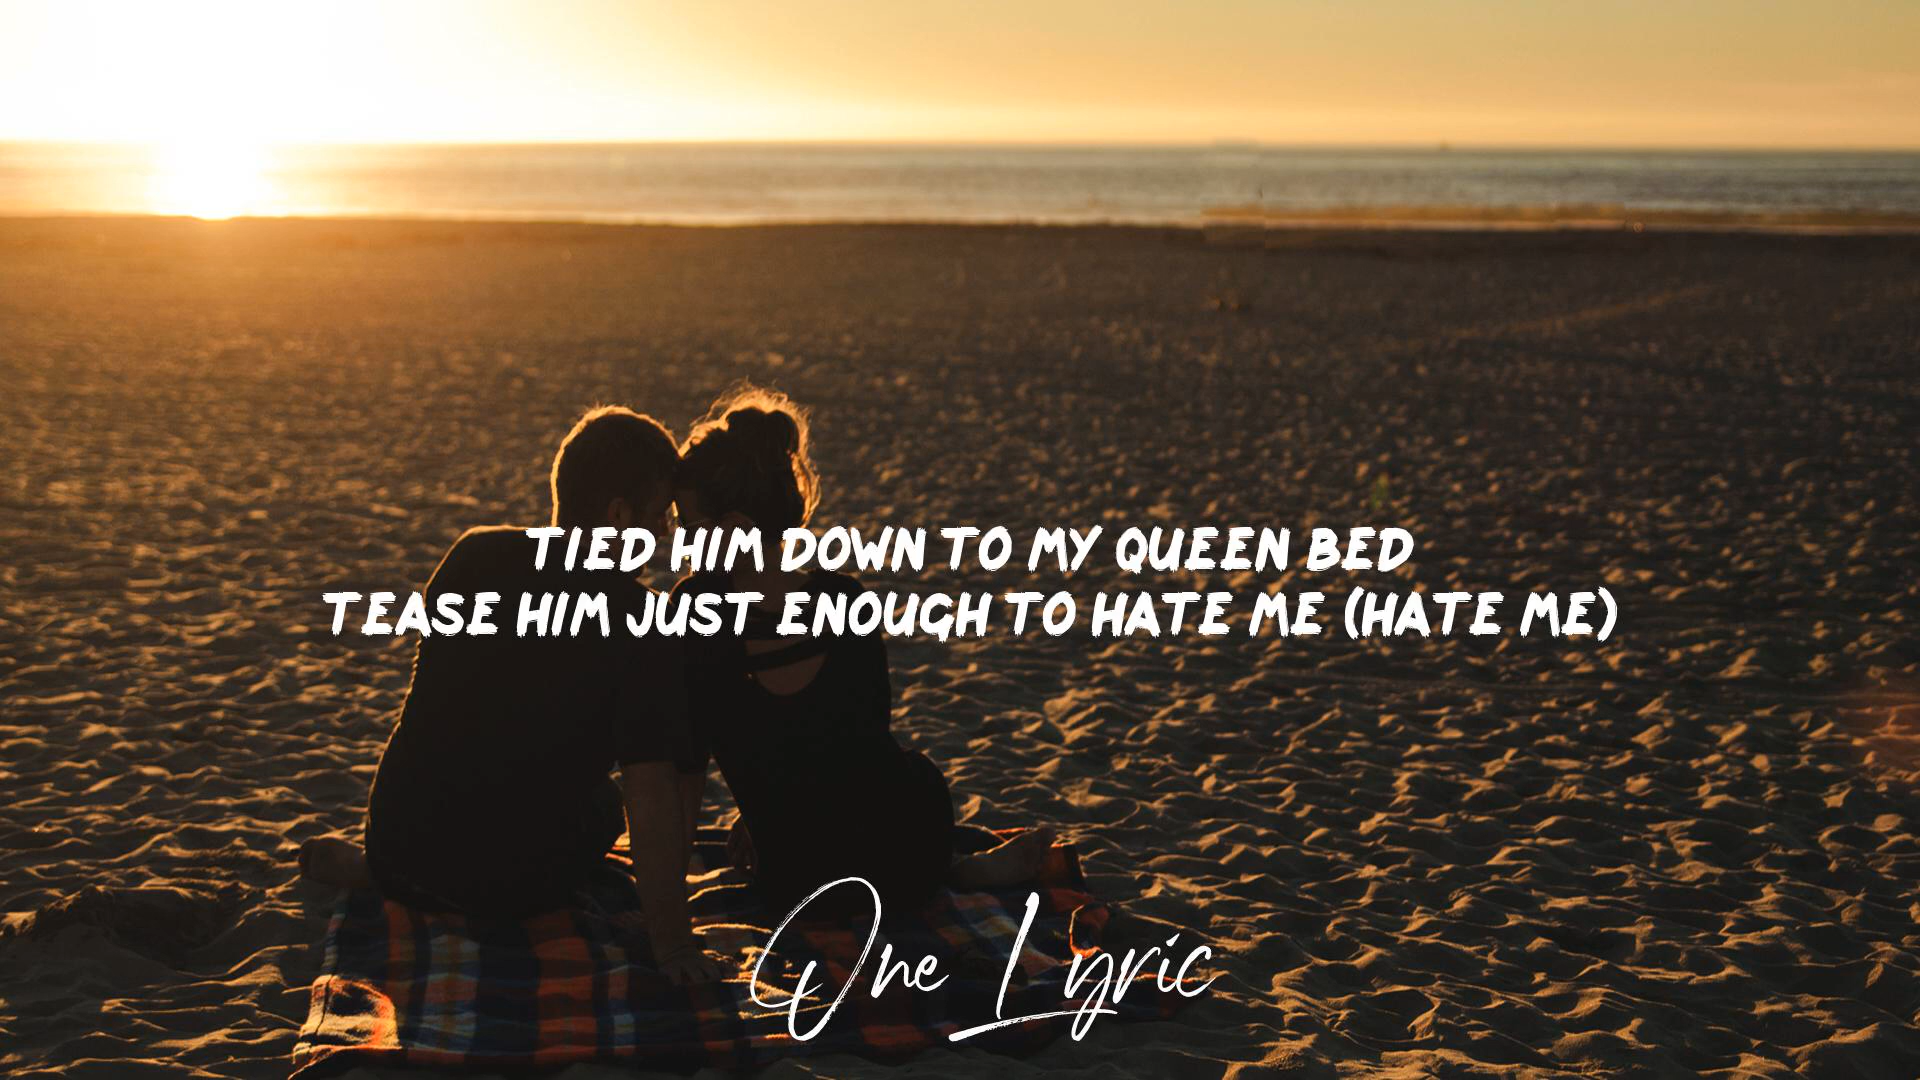 TIED HIM DOWN TO MY QUEEN BED
TEASE HIM JUST ENOUGH TO HATE ME (HATE ME)
One Lyric